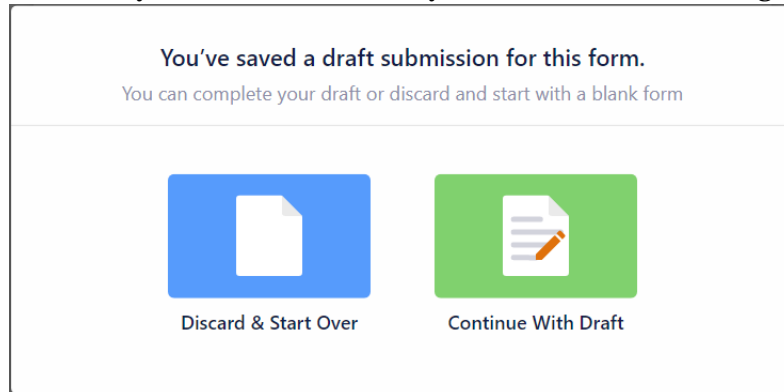 You've saved a draft submission for this form.
You can complete your draft or discard and start with a blank form
Discard & Start Over
Continue With Draft